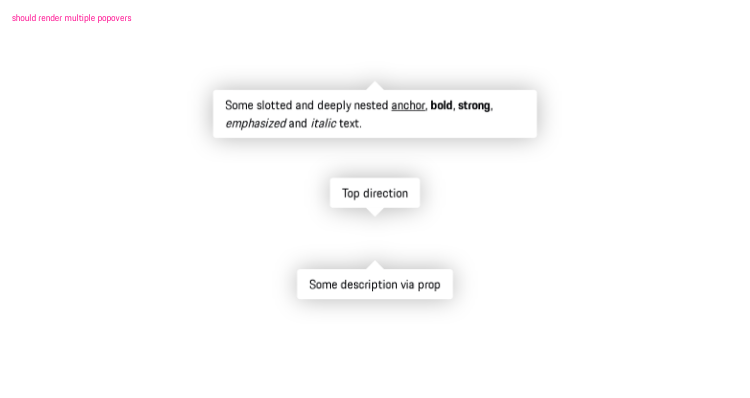 should render multiple popovers
Some slotted and deeply nested anchor, bold, strong,
emphasized and italic text.
Top direction
Some description via prop